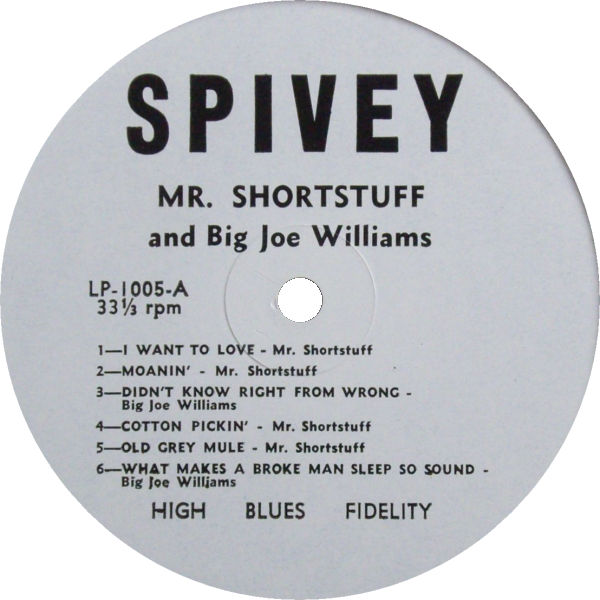 SPIVEY
MR. SHORTSTUFF
and Big Joe Williams
LP-1005-A
33⅓ rpm
1—I WANT TO LOVE - Mr. Shortstuff
2—MOANIN' - Mr. Shortstuff
3—DIDN'T KNOW RIGHT FROM WRONG -
Big Joe Williams
4—COTTON PICKIN' - Mr. Shortstuff
5—OLD GREY MULE - Mr. Shortstuff
6—WHAT MAKES A BROKE MAN SLEEP SO SOUND -
Big Joe Williams
HIGH BLUES FIDELITY